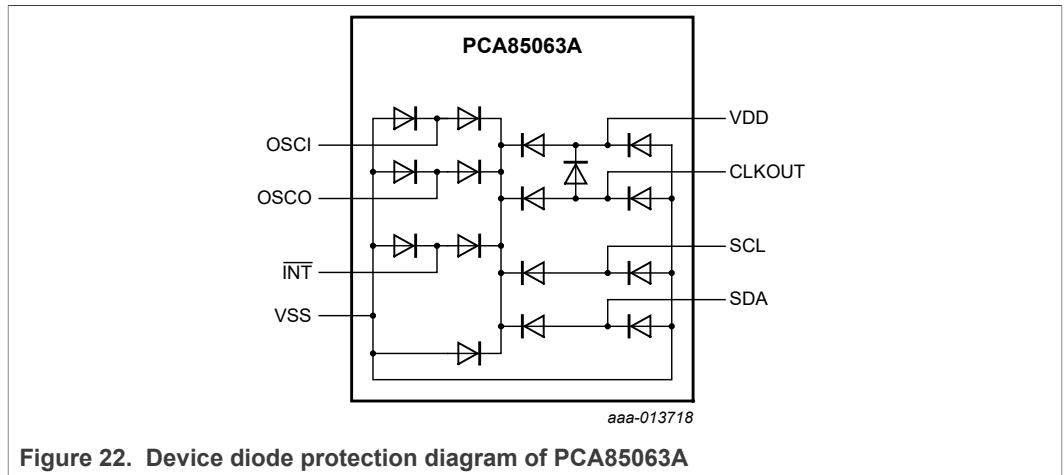 PCA85063A
OSCI
OSCO
INT
VSS
VDD
CLKOUT
SCL
SDA
aaa-013718
Figure 22. Device diode protection diagram of PCA85063A